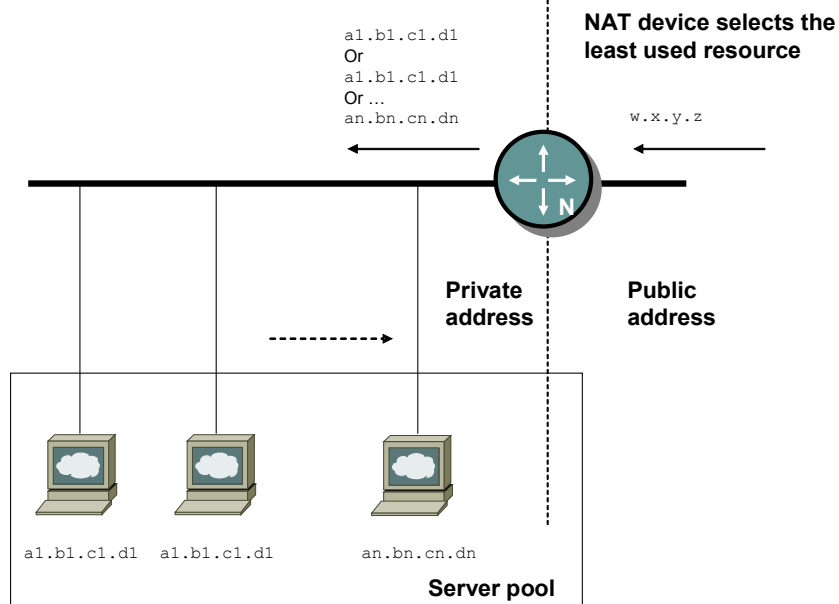 NAT device selects the
least used resource
a1.b1.c1.d1
Or
a1.b1.c1.d1
Or ...
an.bn.cn.dn
w.x.y.z
N
Private
address
Public
address
a1.b1.c1.d1
a1.b1.c1.d1
an.bn.cn.dn
Server pool